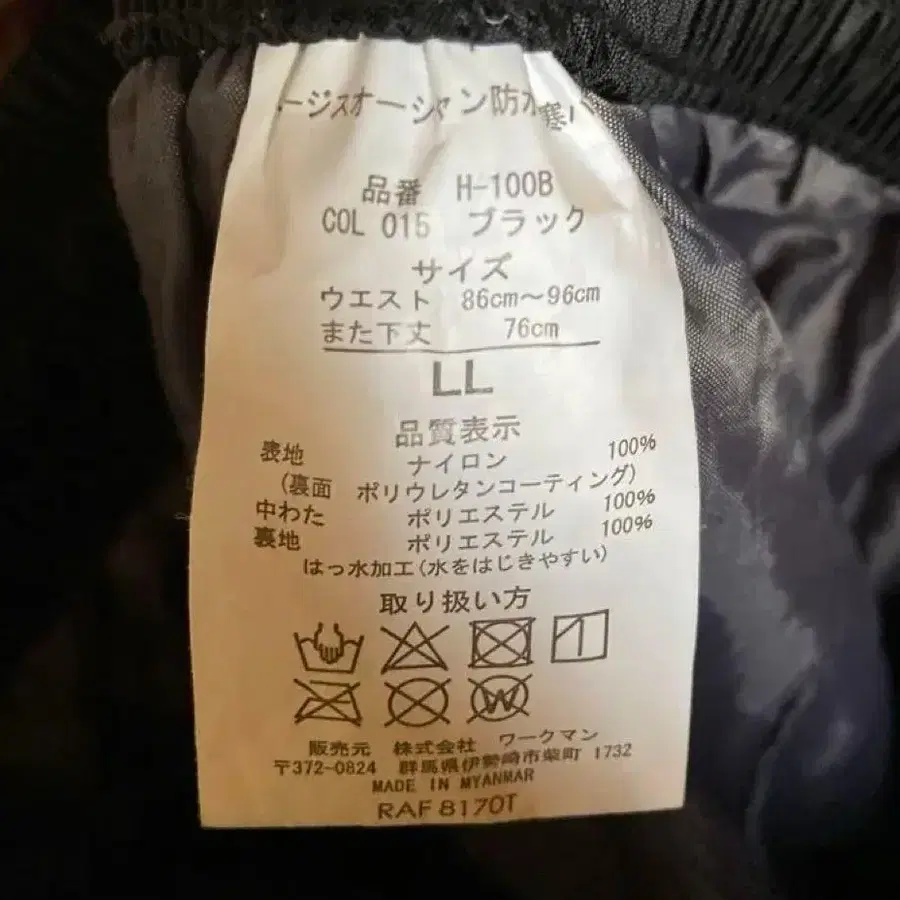 ージスオーシャン防水
品番 H-100B
COL 015 ブラック
サイズ
ウエスト 86cm～96cm
また下丈 76cm
LL
品質表示
表地 ナイロン 100%
(裏面 ポリウレタンコーティング)
中わた ポリエステル 100%
裏地 ポリエステル 100%
はっ水加工(水をはじきやすい)
取り扱い方
W
販売元 株式会社 ワークマン
〒372-0824 群馬県伊勢崎市柴町 1732
MADE IN MYANMAR
RAF 8170T